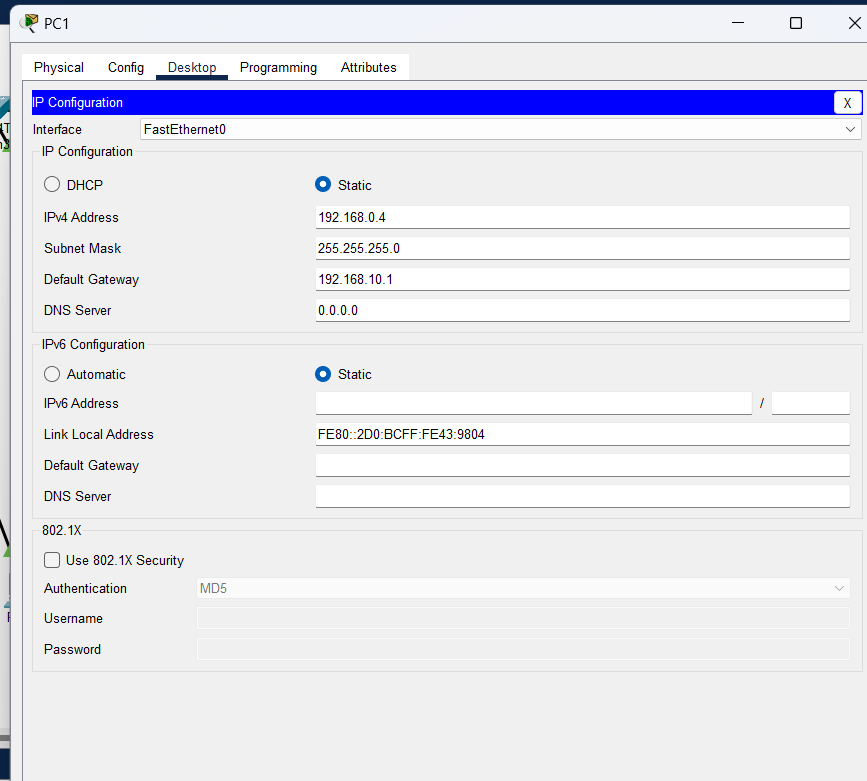 PC1
Physical Config Desktop Programming Attributes
IP Configuration X
Interface FastEthernet0
IP Configuration
DHCP Static
IPv4 Address 192.168.0.4
Subnet Mask 255.255.255.0
Default Gateway 192.168.10.1
DNS Server 0.0.0.0
IPv6 Configuration
Automatic Static
IPv6 Address /
Link Local Address FE80::2D0:BCFF:FE43:9804
Default Gateway
DNS Server
802.1X
Use 802.1X Security
Authentication MD5
Username
Password